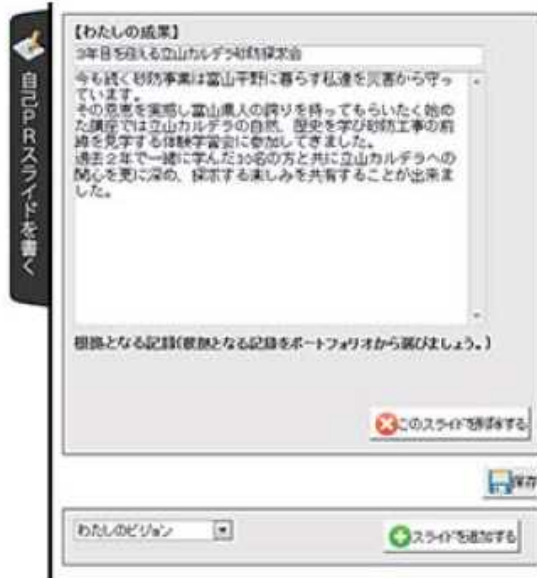 自己PRスライドを書く
【わたしの成果】
3年目を迎える立山カルデラ砂防探求会
今も続く砂防事業は富山平野に暮らす私達を災害から守っ
ています。
その恩恵を実感し富山県人の誇りを持ってもらいたく始め
た講座では立山カルデラの自然、歴史を学び砂防工事の前
線を見学する体験学習会に参加してきました。
過去２年で一緒に学んだ30名の方と共に立山カルデラへの
関心を更に深め、探求する楽しみを共有することが出来ま
した。
根拠となる記録(根拠となる記録をポートフォリオから選びましょう。)
このスライドを削除する
保存
わたしのビジョン
スライドを追加する